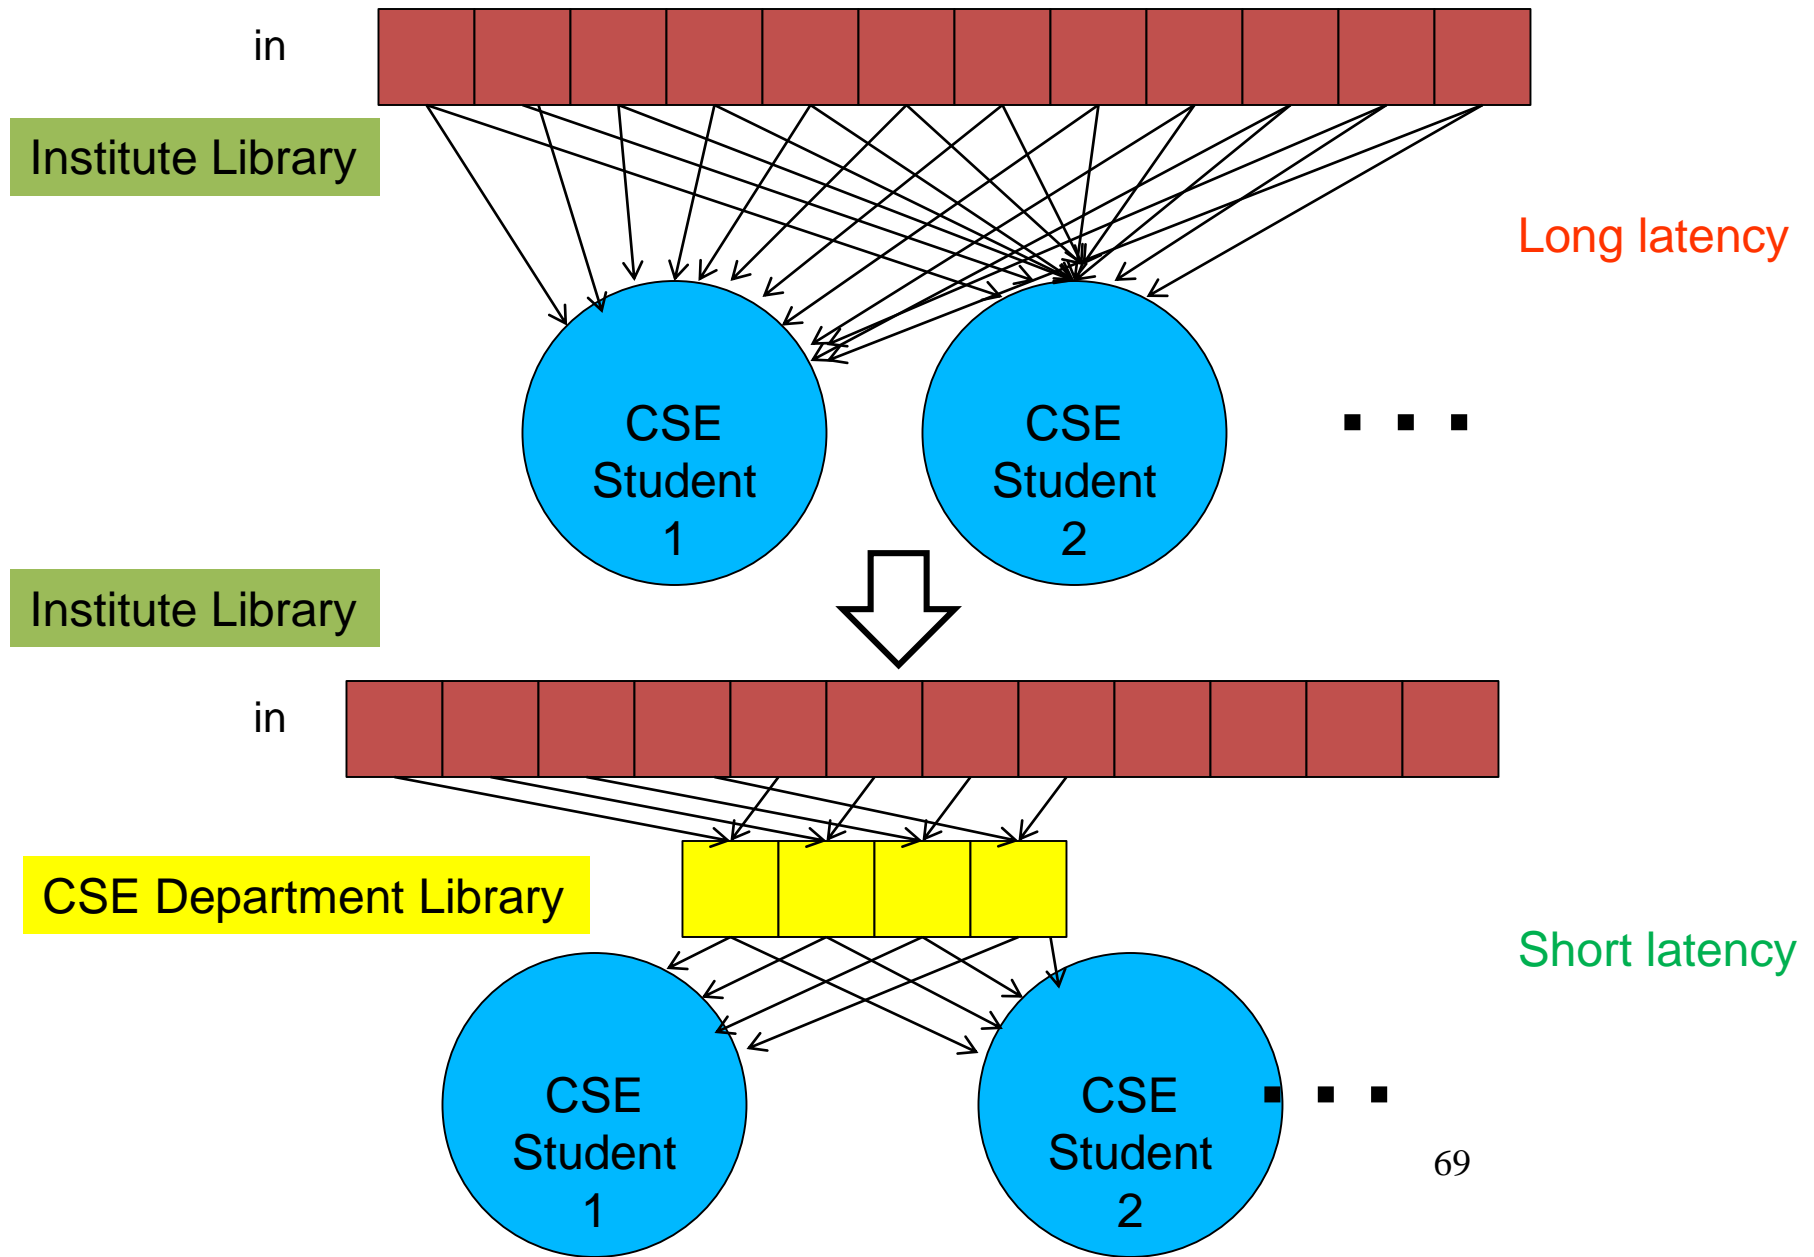 in
Institute Library
Long latency
CSE
Student
1
CSE
Student
2
Institute Library
in
CSE Department Library
Short latency
CSE
Student
1
CSE
Student
2
69